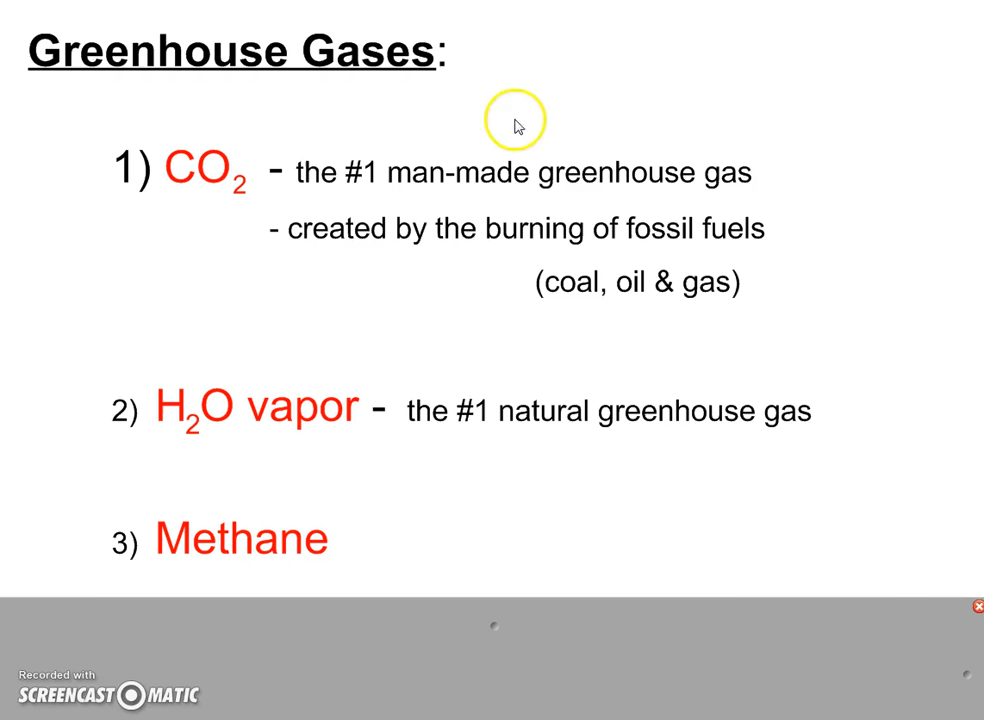 Greenhouse Gases:
1) CO₂ - the #1 man-made greenhouse gas
- created by the burning of fossil fuels
(coal, oil & gas)
2) H₂O vapor - the #1 natural greenhouse gas
3) Methane
Recorded with
SCREENCAST MATIC